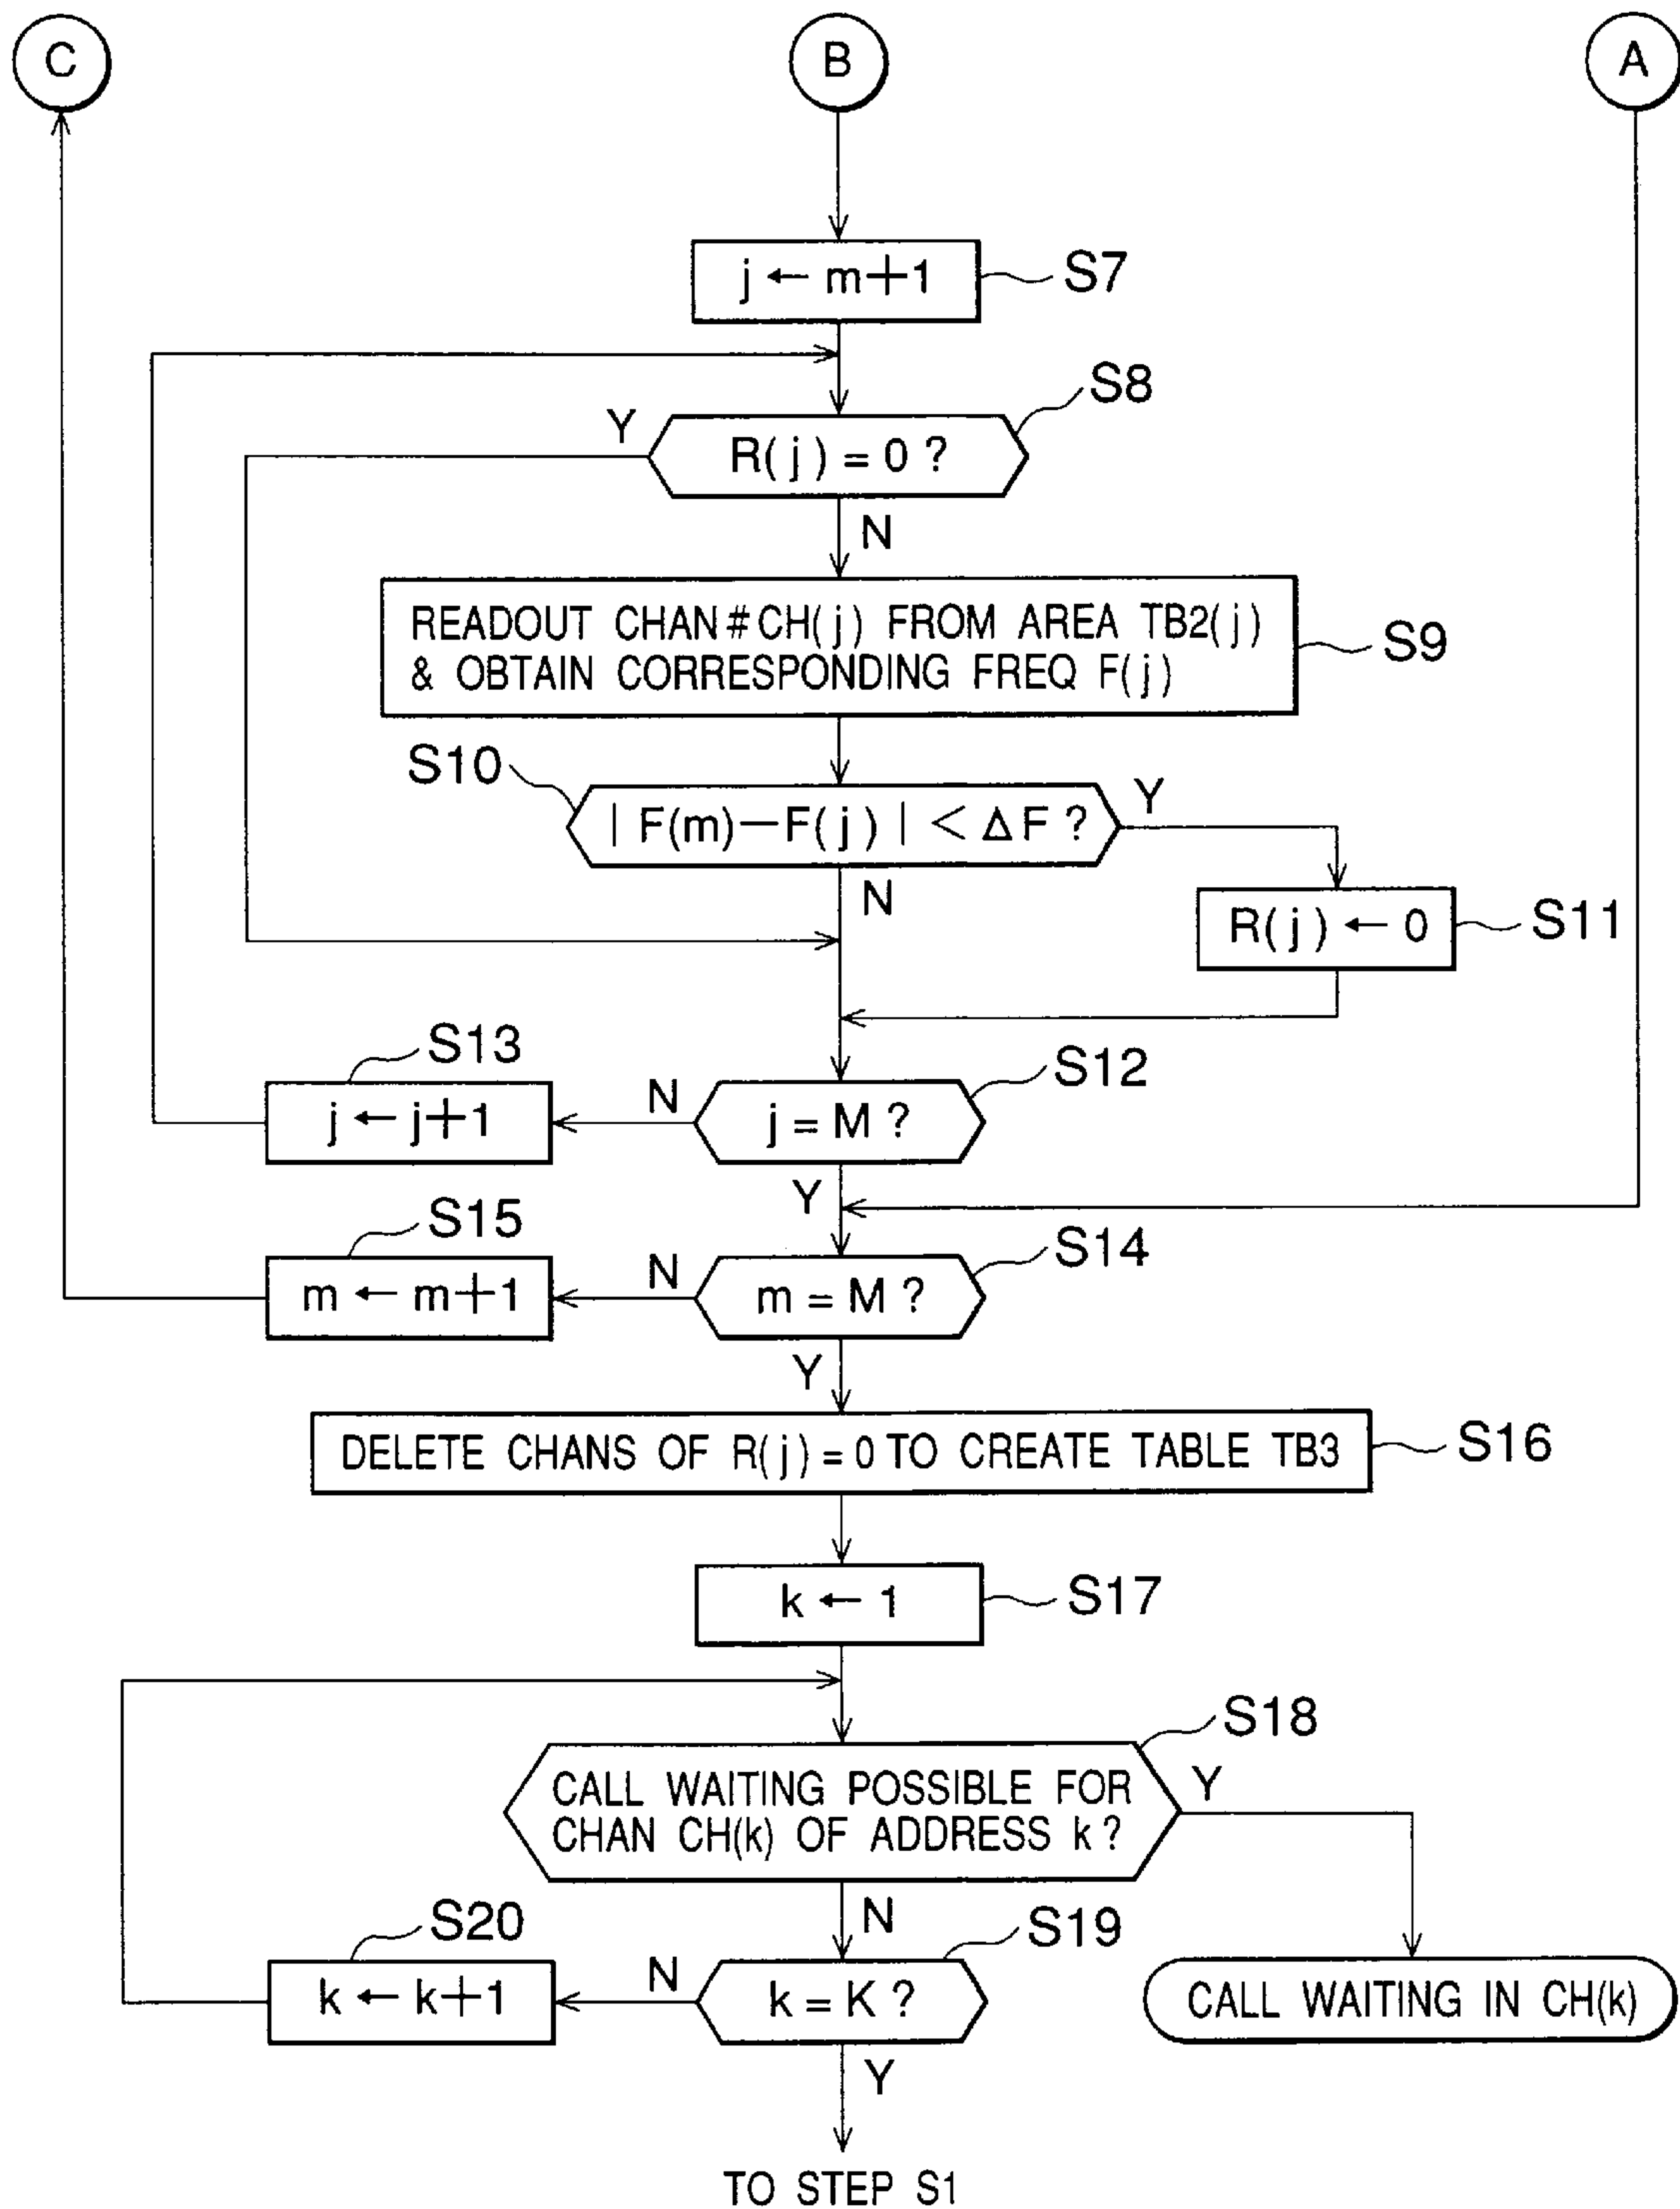 C
B
A
j ← m+1
S7
S8
Y
R(j) = 0 ?
N
READOUT CHAN # CH(j) FROM AREA TB2(j)
& OBTAIN CORRESPONDING FREQ F(j)
S9
S10
| F(m)−F(j) | < ΔF ?
Y
N
R(j) ← 0
S11
S13
S12
j ← j+1
N
j = M ?
Y
S15
S14
m ← m+1
N
m = M ?
Y
DELETE CHANS OF R(j) = 0 TO CREATE TABLE TB3
S16
k ← 1
S17
S18
CALL WAITING POSSIBLE FOR
CHAN CH(k) OF ADDRESS k ?
Y
N
S20
S19
k ← k+1
N
k = K ?
CALL WAITING IN CH(k)
Y
TO STEP S1